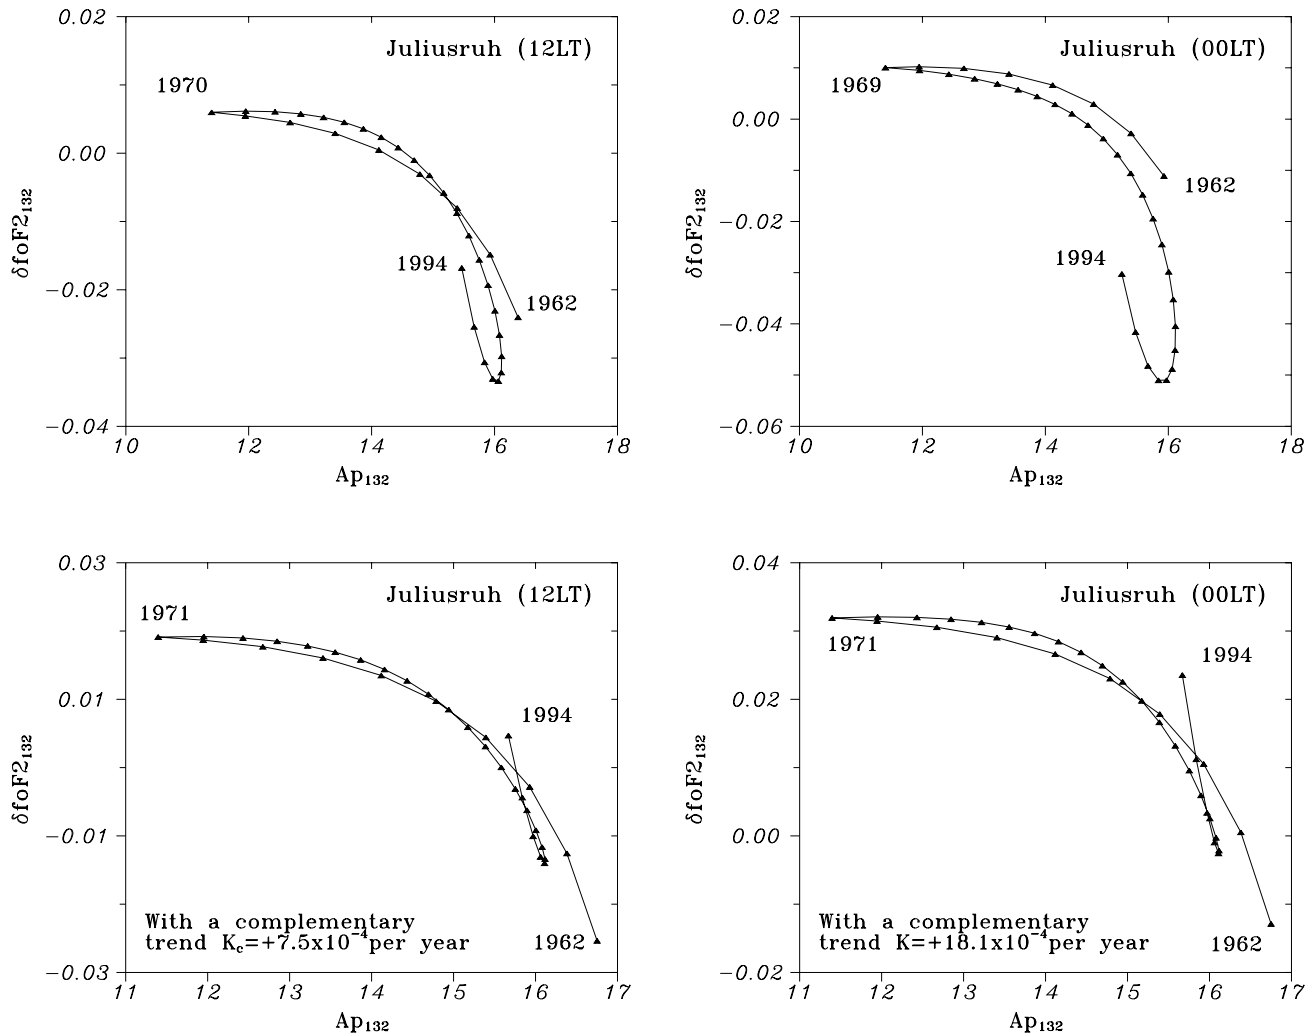 Juliusruh (12LT)
0.02
0.00
−0.02
−0.04
δfoF2₁₃₂
1970
1994
1962
10 12 14 16 18
Ap₁₃₂
Juliusruh (00LT)
0.02
0.00
−0.02
−0.04
−0.06
δfoF2₁₃₂
1969
1962
1994
10 12 14 16 18
Ap₁₃₂
Juliusruh (12LT)
0.03
0.01
−0.01
−0.03
δfoF2₁₃₂
1971
1994
1962
With a complementary
trend K_c=+7.5x10⁻⁴per year
11 12 13 14 15 16 17
Ap₁₃₂
Juliusruh (00LT)
0.04
0.02
0.00
−0.02
δfoF2₁₃₂
1971
1994
1962
With a complementary
trend K=+18.1x10⁻⁴per year
11 12 13 14 15 16 17
Ap₁₃₂